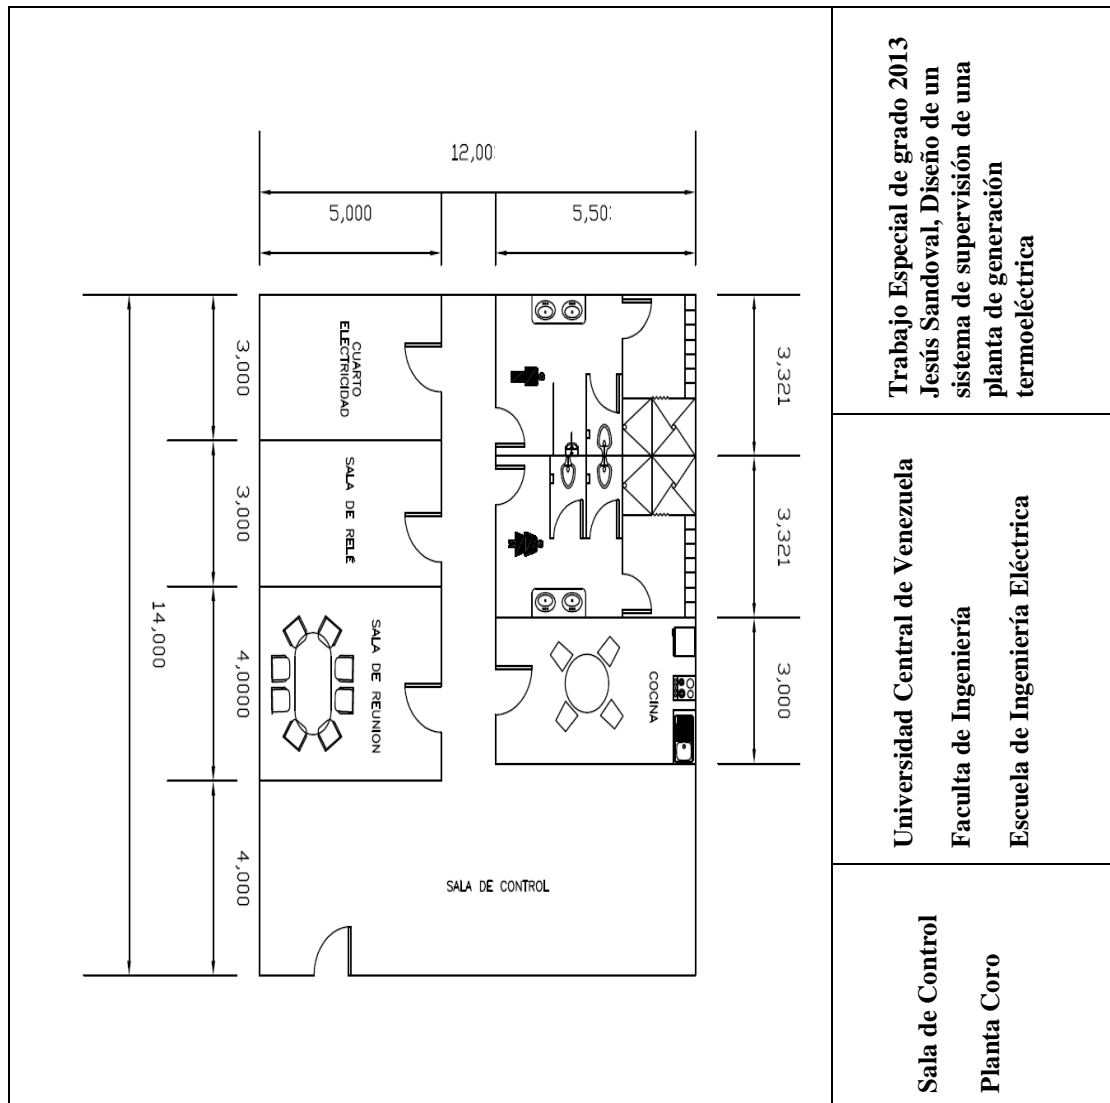 12,00
5,000
5,50
3,000
3,000
4,0000
4,000
14,000
3,321
3,321
3,000
CUARTO
ELECTRICIDAD
SALA DE RELÉ
SALA DE REUNION
COCINA
SALA DE CONTROL
Trabajo Especial de grado 2013
Jesús Sandoval, Diseño de un
sistema de supervisión de una
planta de generación
termoeléctrica
Universidad Central de Venezuela
Faculta de Ingeniería
Escuela de Ingeniería Eléctrica
Sala de Control
Planta Coro